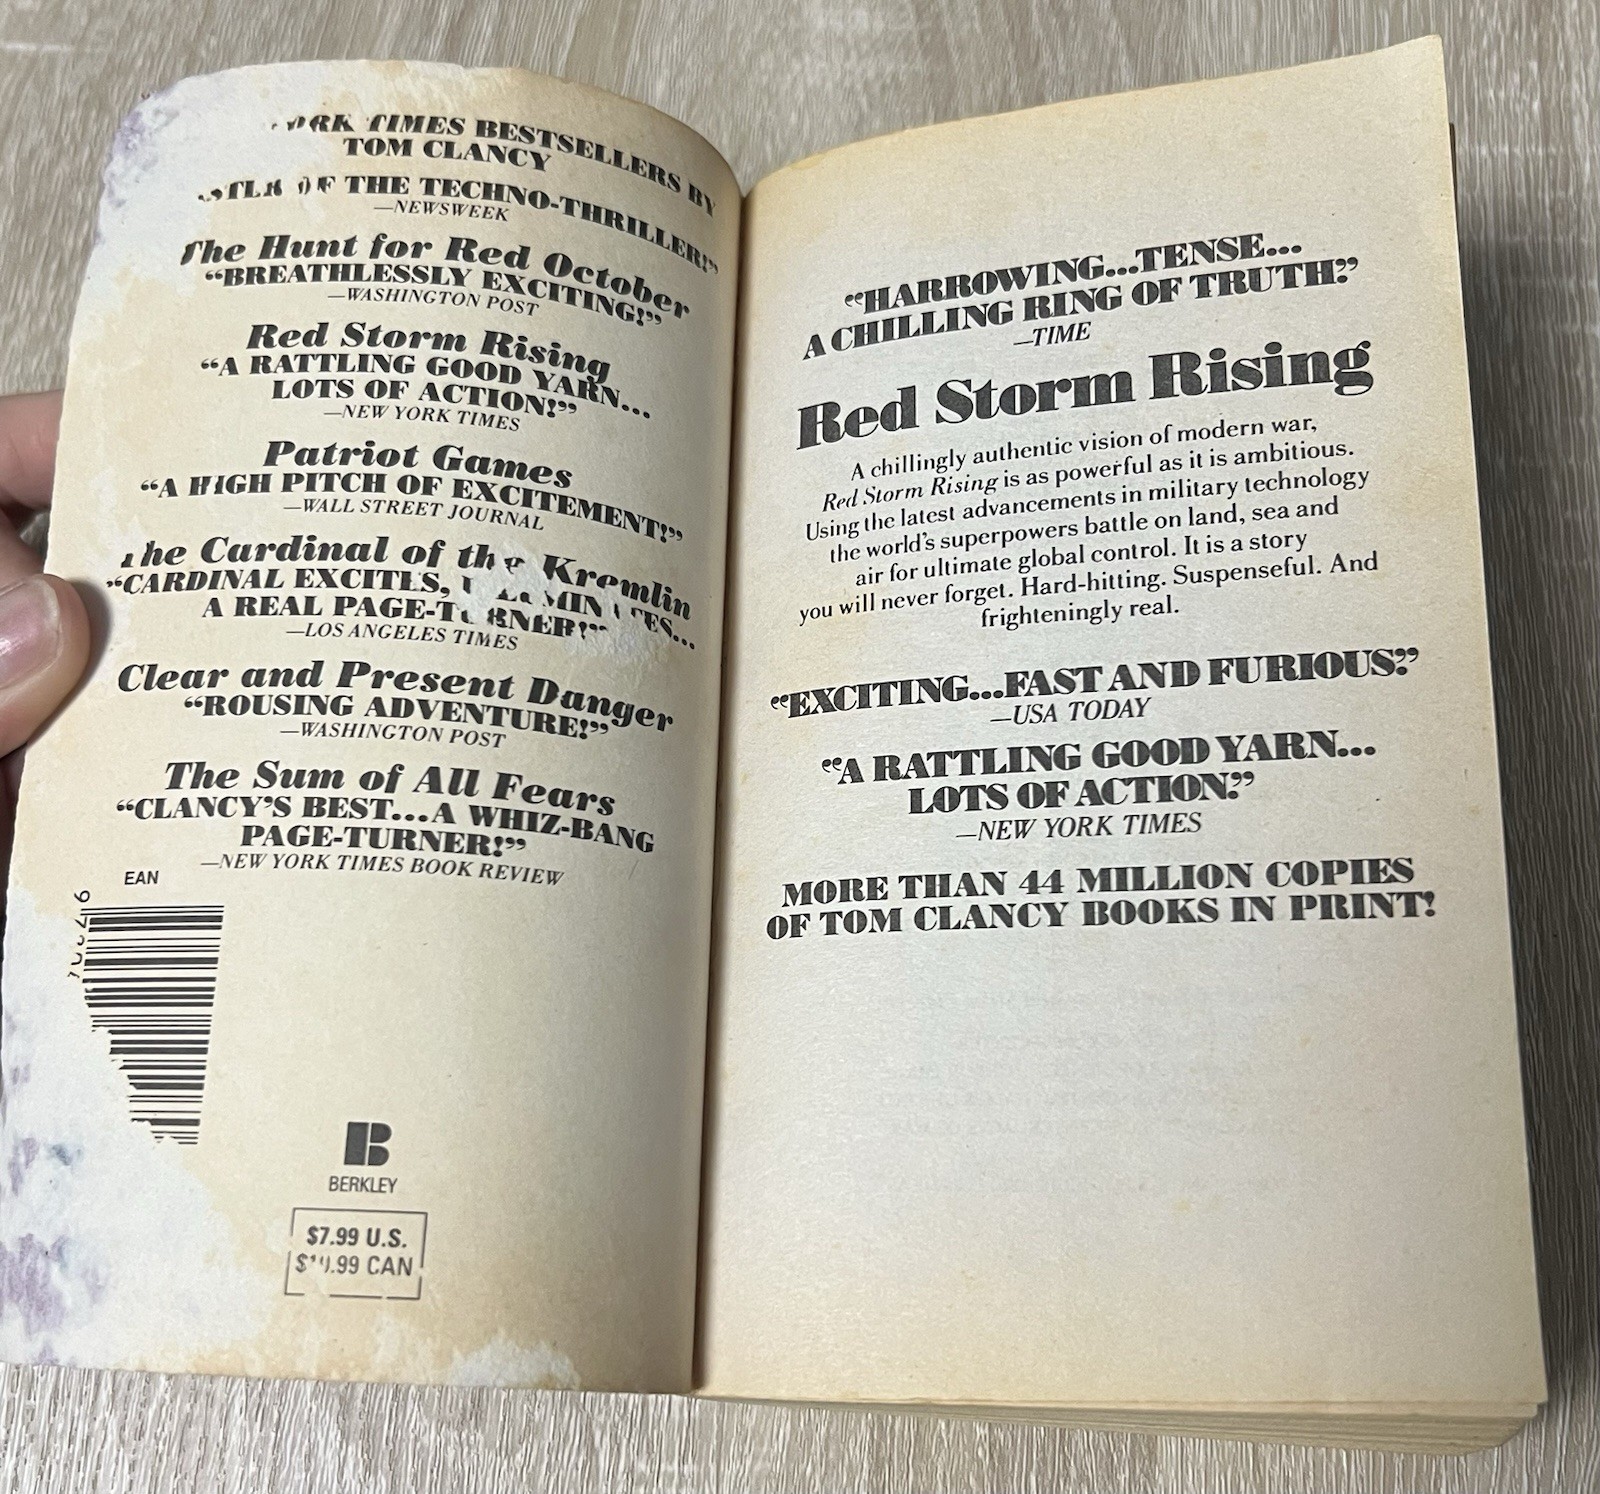 TIMES BESTSELLERS BY
TOM CLANCY
OF THE TECHNO-THRILLER!”
—NEWSWEEK
The Hunt for Red October
“BREATHLESSLY EXCITING!”
—WASHINGTON POST
Red Storm Rising
“A RATTLING GOOD YARN...
LOTS OF ACTION!”
—NEW YORK TIMES
Patriot Games
“A HIGH PITCH OF EXCITEMENT!”
—WALL STREET JOURNAL
The Cardinal of the Kremlin
“CARDINAL EXCITES,
A REAL PAGE-TURNER!”
—LOS ANGELES TIMES
Clear and Present Danger
“ROUSING ADVENTURE!”
—WASHINGTON POST
The Sum of All Fears
“CLANCY’S BEST...A WHIZ-BANG
PAGE-TURNER!”
—NEW YORK TIMES BOOK REVIEW
EAN
B
BERKLEY
$7.99 U.S.
CAN
“HARROWING...TENSE...
A CHILLING RING OF TRUTH.”
—TIME
Red Storm Rising
A chillingly authentic vision of modern war,
Red Storm Rising is as powerful as it is ambitious.
Using the latest advancements in military technology
the world’s superpowers battle on land, sea and
air for ultimate global control. It is a story
you will never forget. Hard-hitting. Suspenseful. And
frighteningly real.
“EXCITING...FAST AND FURIOUS.”
—USA TODAY
“A RATTLING GOOD YARN...
LOTS OF ACTION.”
—NEW YORK TIMES
MORE THAN 44 MILLION COPIES
OF TOM CLANCY BOOKS IN PRINT!